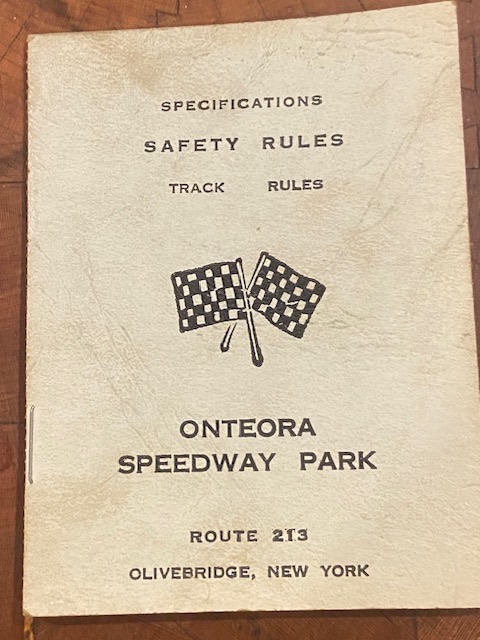 SPECIFICATIONS
SAFETY RULES
TRACK RULES
ONTEORA
SPEEDWAY PARK
ROUTE 213
OLIVEBRIDGE, NEW YORK